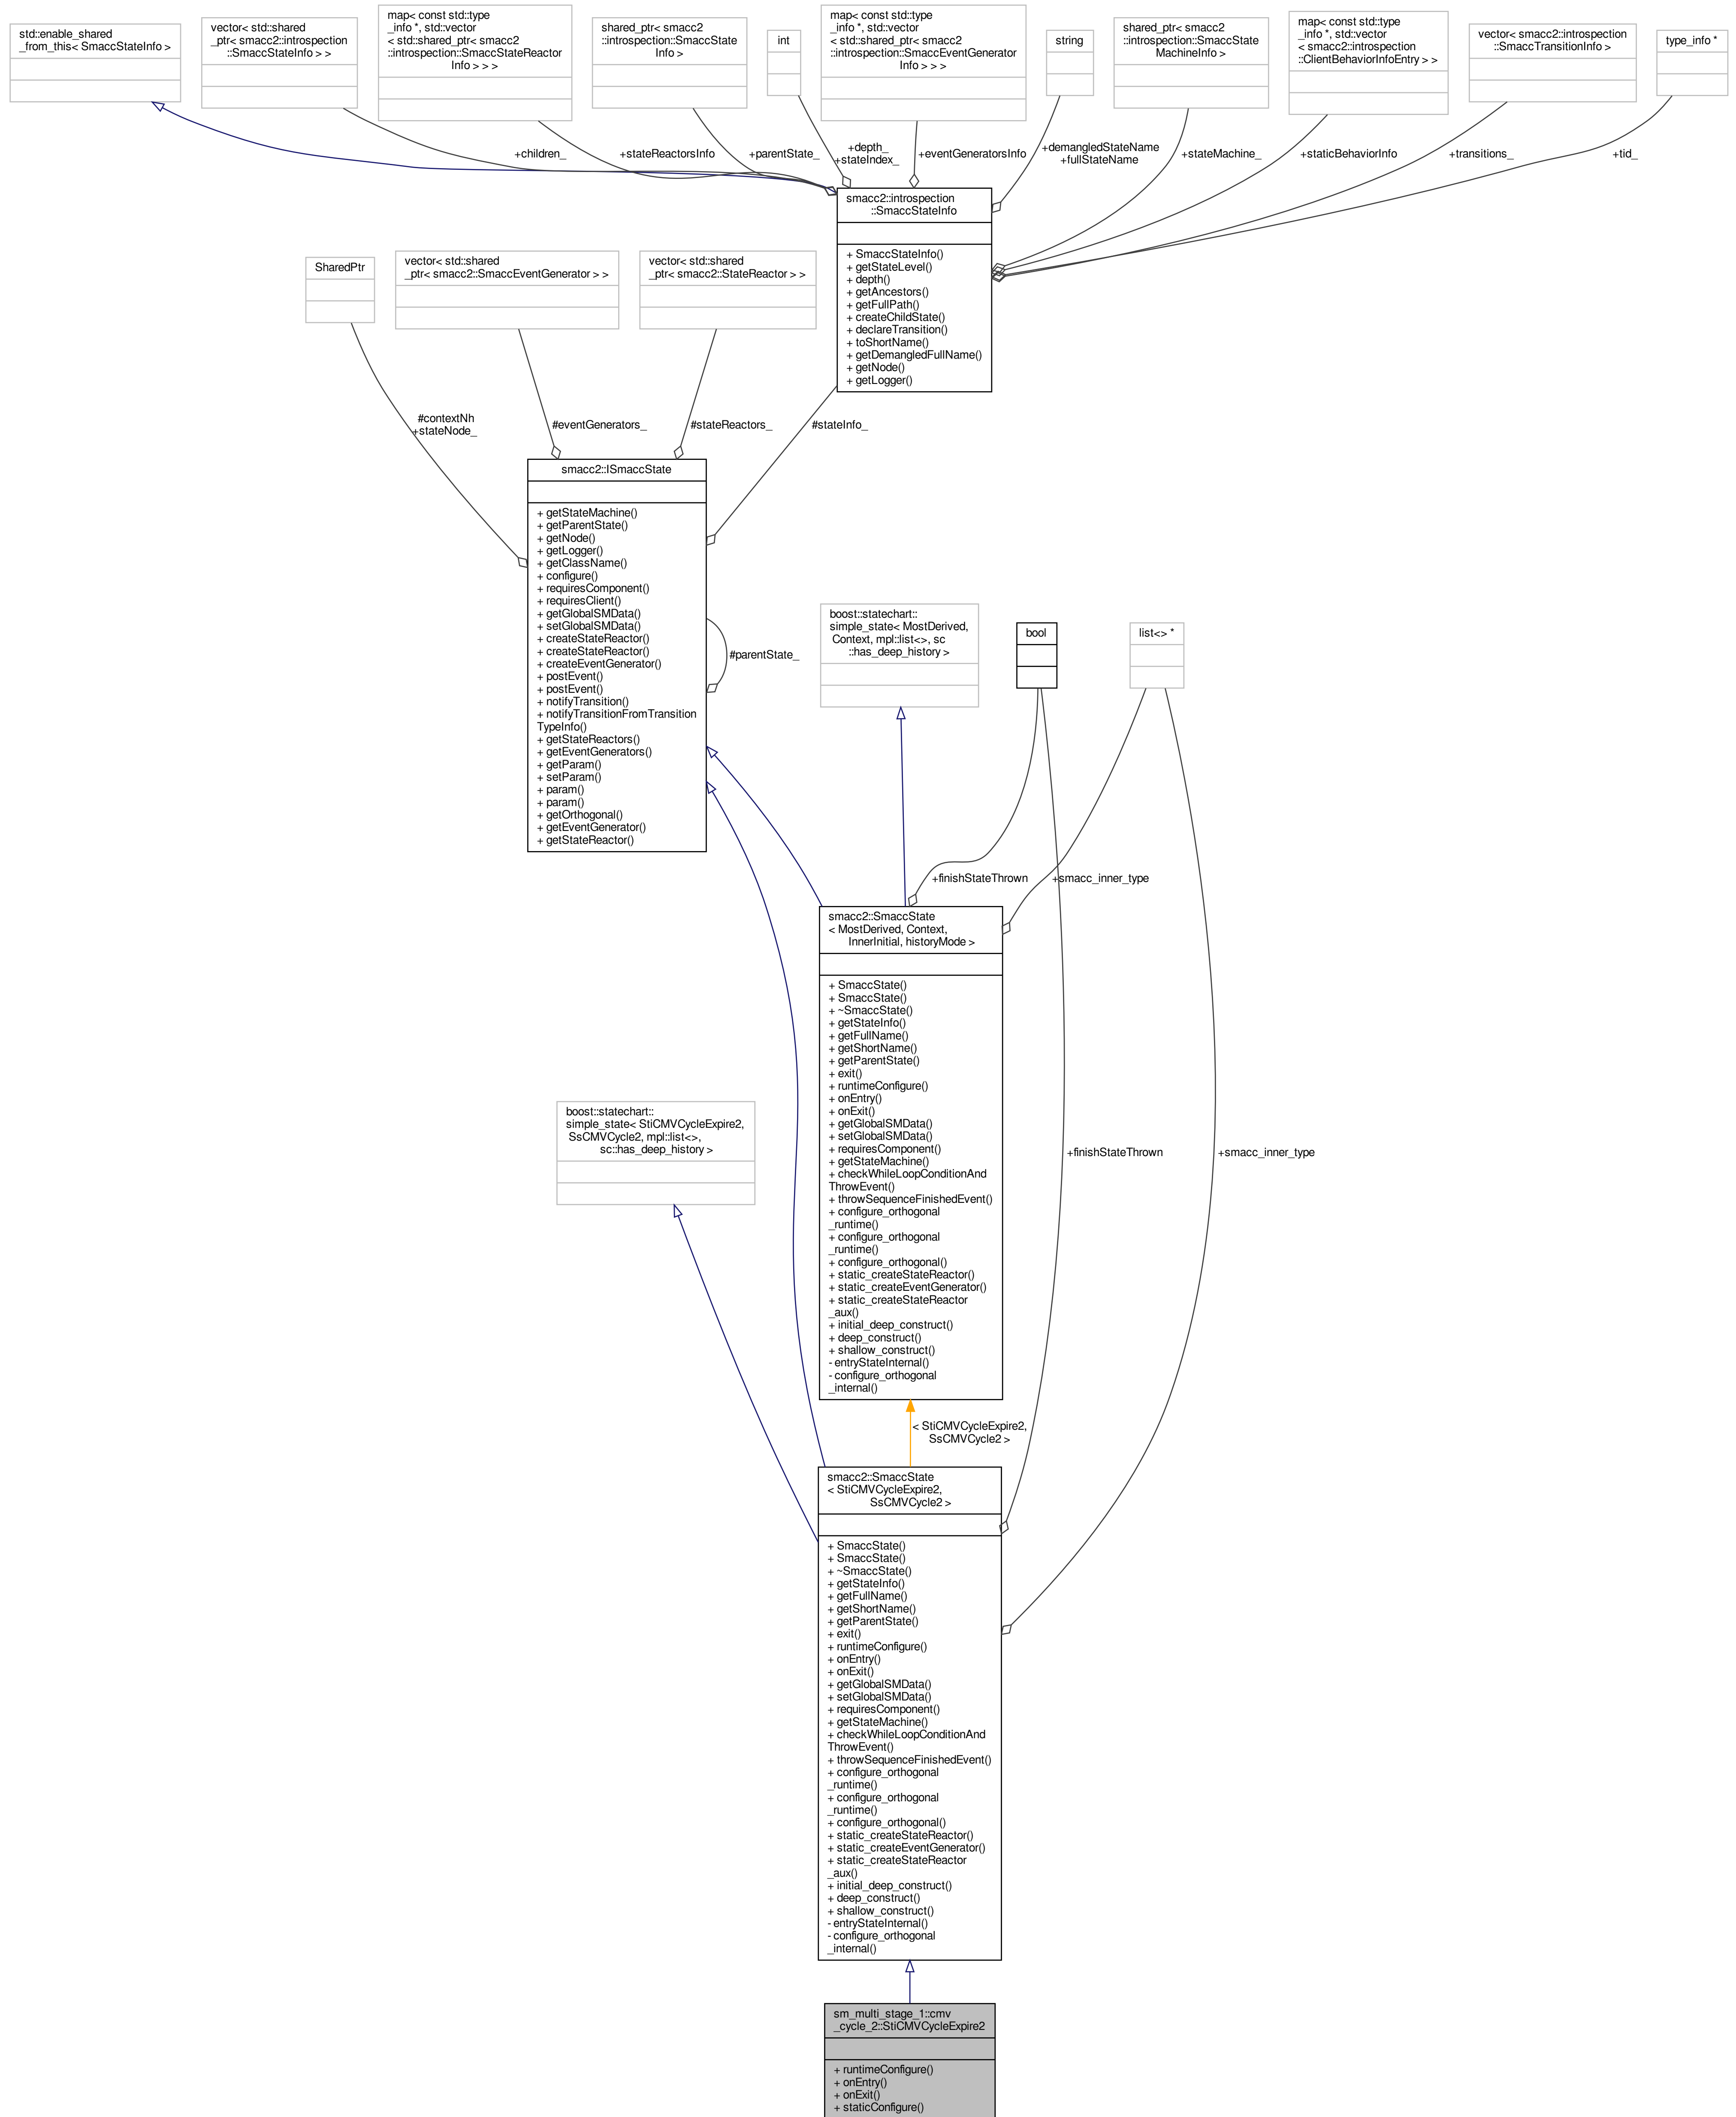 std::enable_shared
_from_this< SmaccStateInfo >
vector< std::shared
_ptr< smacc2::introspection
::SmaccStateInfo > >
map< const std::type
_info *, std::vector
< std::shared_ptr< smacc2
::introspection::SmaccStateReactor
Info > > >
shared_ptr< smacc2
::introspection::SmaccState
Info >
int
map< const std::type
_info *, std::vector
< std::shared_ptr< smacc2
::introspection::SmaccEventGenerator
Info > > >
string
shared_ptr< smacc2
::introspection::SmaccState
MachineInfo >
map< const std::type
_info *, std::vector
< smacc2::introspection
::ClientBehaviorInfoEntry > >
vector< smacc2::introspection
::SmaccTransitionInfo >
type_info *
+children_
+stateReactorsInfo
+parentState_
+depth_
+stateIndex_
+eventGeneratorsInfo
+demangledStateName
+fullStateName
+stateMachine_
+staticBehaviorInfo
+transitions_
+tid_
smacc2::introspection
::SmaccStateInfo
+ SmaccStateInfo()
+ getStateLevel()
+ depth()
+ getAncestors()
+ getFullPath()
+ createChildState()
+ declareTransition()
+ toShortName()
+ getDemangledFullName()
+ getNode()
+ getLogger()
SharedPtr
vector< std::shared
_ptr< smacc2::SmaccEventGenerator > >
vector< std::shared
_ptr< smacc2::StateReactor > >
#contextNh
+stateNode_
#eventGenerators_
#stateReactors_
#stateInfo_
smacc2::ISmaccState
+ getStateMachine()
+ getParentState()
+ getNode()
+ getLogger()
+ getClassName()
+ configure()
+ requiresComponent()
+ requiresClient()
+ getGlobalSMData()
+ setGlobalSMData()
+ createStateReactor()
+ createStateReactor()
+ createEventGenerator()
+ postEvent()
+ postEvent()
+ notifyTransition()
+ notifyTransitionFromTransition
TypeInfo()
+ getStateReactors()
+ getEventGenerators()
+ getParam()
+ setParam()
+ param()
+ param()
+ getOrthogonal()
+ getEventGenerator()
+ getStateReactor()
#parentState_
boost::statechart::
simple_state< MostDerived,
Context, mpl::list<>, sc
::has_deep_history >
bool
list<> *
+finishStateThrown
+smacc_inner_type
smacc2::SmaccState
< MostDerived, Context,
InnerInitial, historyMode >
+ SmaccState()
+ SmaccState()
+ ~SmaccState()
+ getStateInfo()
+ getFullName()
+ getShortName()
+ getParentState()
+ exit()
+ runtimeConfigure()
+ onEntry()
+ onExit()
+ getGlobalSMData()
+ setGlobalSMData()
+ requiresComponent()
+ getStateMachine()
+ checkWhileLoopConditionAnd
ThrowEvent()
+ throwSequenceFinishedEvent()
+ configure_orthogonal
_runtime()
+ configure_orthogonal
_runtime()
+ configure_orthogonal()
+ static_createStateReactor()
+ static_createEventGenerator()
+ static_createStateReactor
_aux()
+ initial_deep_construct()
+ deep_construct()
+ shallow_construct()
- entryStateInternal()
- configure_orthogonal
_internal()
boost::statechart::
simple_state< StiCMVCycleExpire2,
SsCMVCycle2, mpl::list<>,
sc::has_deep_history >
+finishStateThrown
+smacc_inner_type
< StiCMVCycleExpire2,
SsCMVCycle2 >
smacc2::SmaccState
< StiCMVCycleExpire2,
SsCMVCycle2 >
+ SmaccState()
+ SmaccState()
+ ~SmaccState()
+ getStateInfo()
+ getFullName()
+ getShortName()
+ getParentState()
+ exit()
+ runtimeConfigure()
+ onEntry()
+ onExit()
+ getGlobalSMData()
+ setGlobalSMData()
+ requiresComponent()
+ getStateMachine()
+ checkWhileLoopConditionAnd
ThrowEvent()
+ throwSequenceFinishedEvent()
+ configure_orthogonal
_runtime()
+ configure_orthogonal
_runtime()
+ configure_orthogonal()
+ static_createStateReactor()
+ static_createEventGenerator()
+ static_createStateReactor
_aux()
+ initial_deep_construct()
+ deep_construct()
+ shallow_construct()
- entryStateInternal()
- configure_orthogonal
_internal()
sm_multi_stage_1::cmv
_cycle_2::StiCMVCycleExpire2
+ runtimeConfigure()
+ onEntry()
+ onExit()
+ staticConfigure()